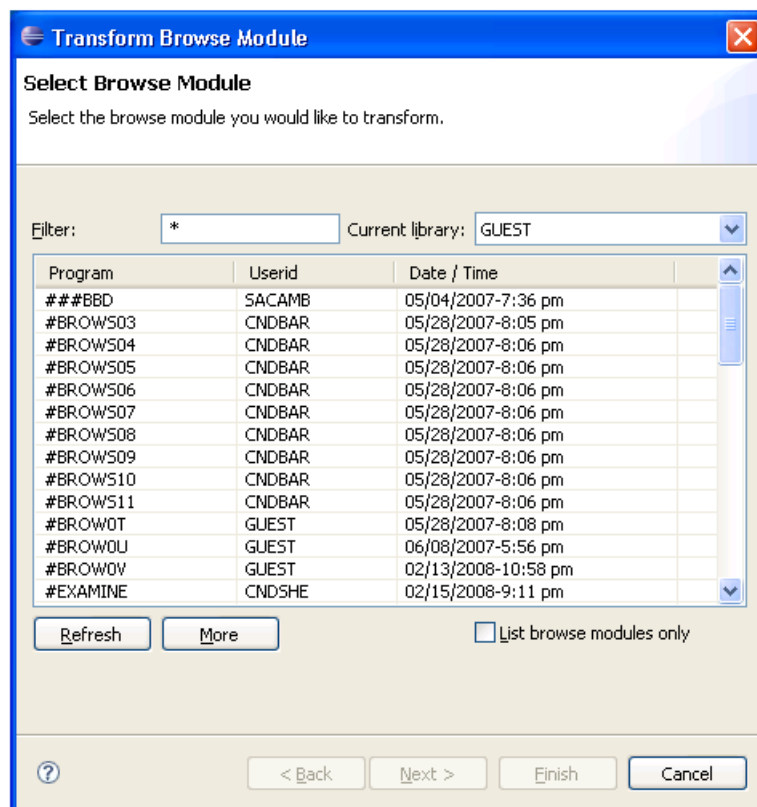 Transform Browse Module
Select Browse Module
Select the browse module you would like to transform.
Filter: * Current library: GUEST
Program Userid Date / Time
###BBD SACAMB 05/04/2007-7:36 pm
#BROWS03 CNDBAR 05/28/2007-8:05 pm
#BROWS04 CNDBAR 05/28/2007-8:06 pm
#BROWS05 CNDBAR 05/28/2007-8:06 pm
#BROWS06 CNDBAR 05/28/2007-8:06 pm
#BROWS07 CNDBAR 05/28/2007-8:06 pm
#BROWS08 CNDBAR 05/28/2007-8:06 pm
#BROWS09 CNDBAR 05/28/2007-8:06 pm
#BROWS10 CNDBAR 05/28/2007-8:06 pm
#BROWS11 CNDBAR 05/28/2007-8:06 pm
#BROW0T GUEST 05/28/2007-8:08 pm
#BROW0U GUEST 06/08/2007-5:56 pm
#BROW0V GUEST 02/13/2008-10:58 pm
#EXAMINE CNDSHE 02/15/2008-9:11 pm
Refresh More List browse modules only
? < Back Next > Finish Cancel